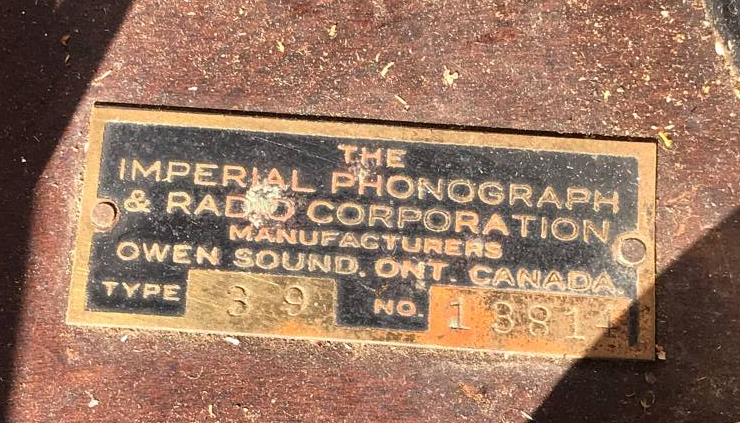 THE
IMPERIAL PHONOGRAPH
& RADIO CORPORATION
MANUFACTURERS
OWEN SOUND, ONT. CANADA
TYPE 39 NO. 13814